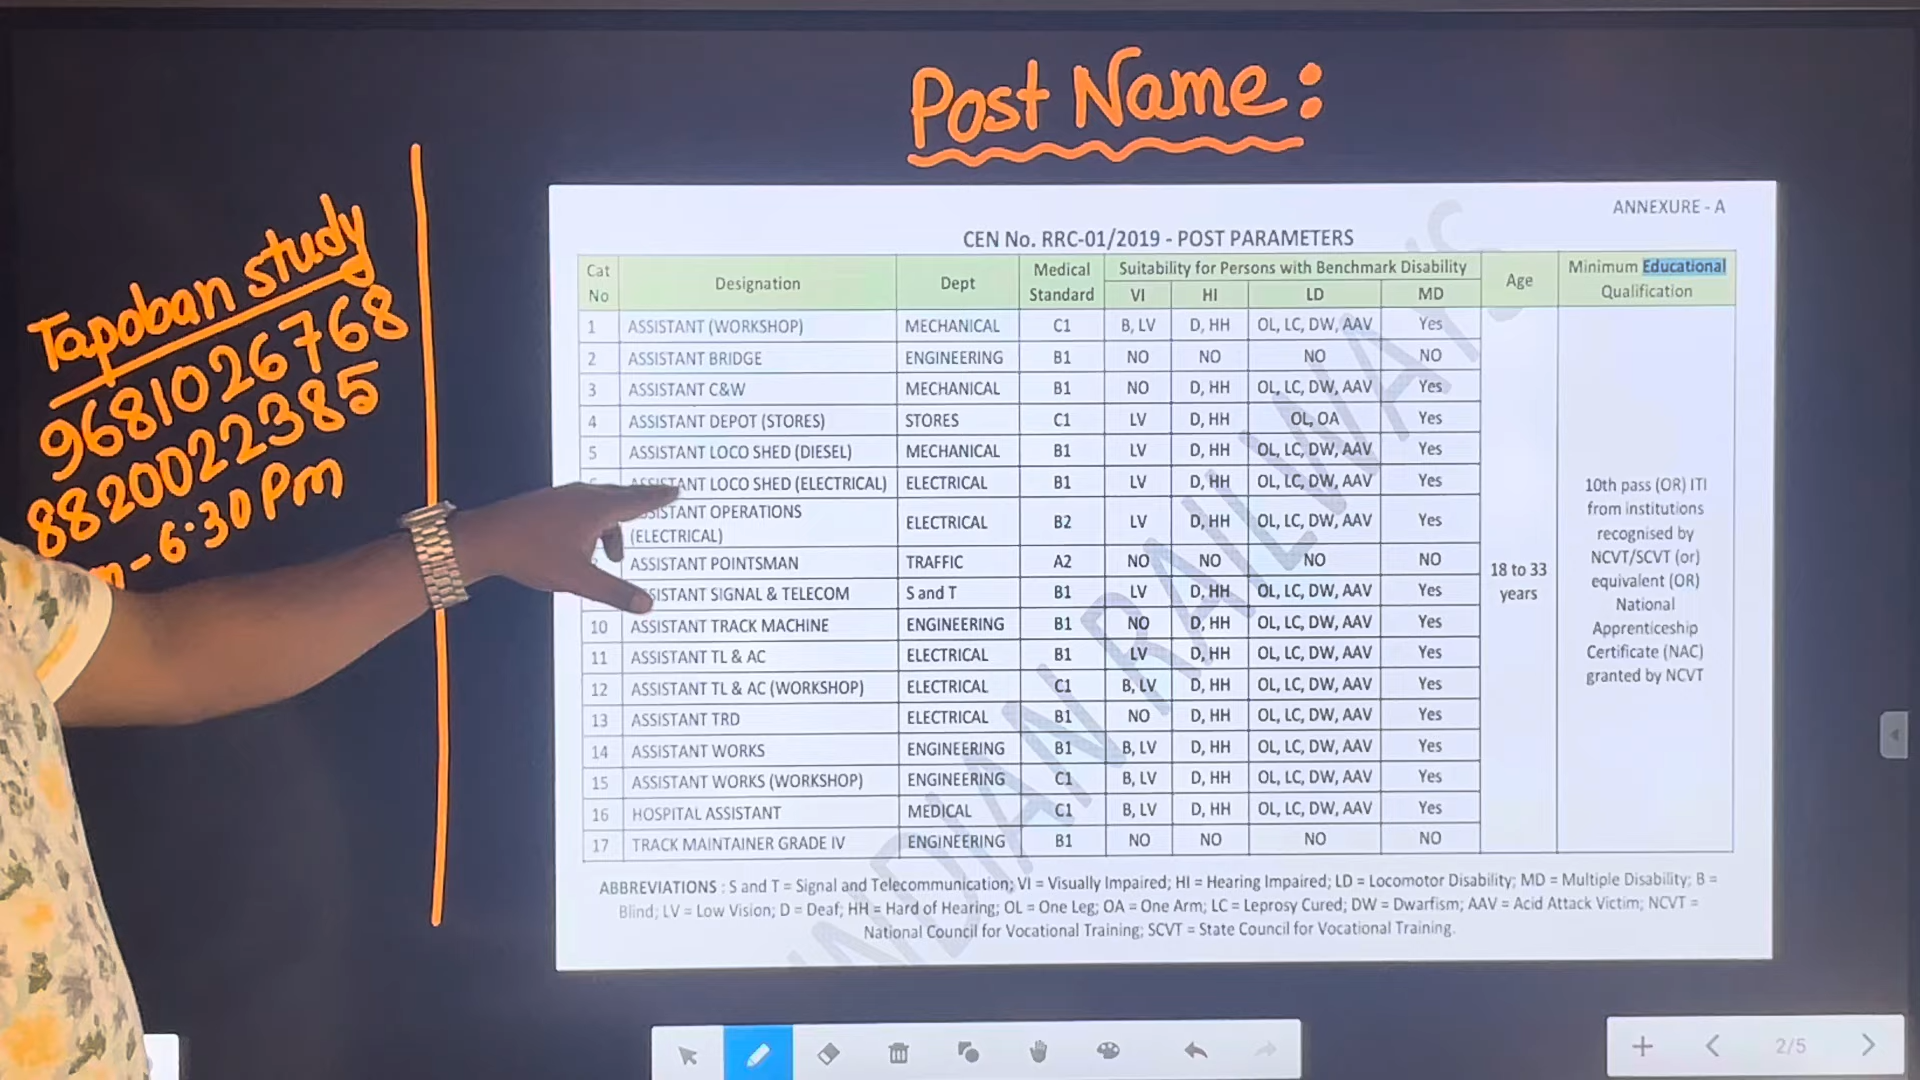 Post Name:
Tapoban study
9681026768
8820022385
m - 6.30 Pm
ANNEXURE - A
CEN No. RRC-01/2019 - POST PARAMETERS
Cat No | Designation | Dept | Medical Standard | Suitability for Persons with Benchmark Disability | Age | Minimum Educational Qualification
VI | HI | LD | MD
1 ASSISTANT (WORKSHOP) MECHANICAL C1 B, LV D, HH OL, LC, DW, AAV Yes
2 ASSISTANT BRIDGE ENGINEERING B1 NO NO NO NO
3 ASSISTANT C&W MECHANICAL B1 NO D, HH OL, LC, DW, AAV Yes
4 ASSISTANT DEPOT (STORES) STORES C1 LV D, HH OL, OA Yes
5 ASSISTANT LOCO SHED (DIESEL) MECHANICAL B1 LV D, HH OL, LC, DW, AAV Yes
6 ASSISTANT LOCO SHED (ELECTRICAL) ELECTRICAL B1 LV D, HH OL, LC, DW, AAV Yes
SISTANT OPERATIONS (ELECTRICAL) ELECTRICAL B2 LV D, HH OL, LC, DW, AAV Yes
ASSISTANT POINTSMAN TRAFFIC A2 NO NO NO NO
SISTANT SIGNAL & TELECOM S and T B1 LV D, HH OL, LC, DW, AAV Yes
10 ASSISTANT TRACK MACHINE ENGINEERING B1 NO D, HH OL, LC, DW, AAV Yes
11 ASSISTANT TL & AC ELECTRICAL B1 LV D, HH OL, LC, DW, AAV Yes
12 ASSISTANT TL & AC (WORKSHOP) ELECTRICAL C1 B, LV D, HH OL, LC, DW, AAV Yes
13 ASSISTANT TRD ELECTRICAL B1 NO D, HH OL, LC, DW, AAV Yes
14 ASSISTANT WORKS ENGINEERING B1 B, LV D, HH OL, LC, DW, AAV Yes
15 ASSISTANT WORKS (WORKSHOP) ENGINEERING C1 B, LV D, HH OL, LC, DW, AAV Yes
16 HOSPITAL ASSISTANT MEDICAL C1 B, LV D, HH OL, LC, DW, AAV Yes
17 TRACK MAINTAINER GRADE IV ENGINEERING B1 NO NO NO NO
18 to 33
years
10th pass (OR) ITI
from institutions
recognised by
NCVT/SCVT (or)
equivalent (OR)
National
Apprenticeship
Certificate (NAC)
granted by NCVT
ABBREVIATIONS : S and T = Signal and Telecommunication; VI = Visually Impaired; HI = Hearing Impaired; LD = Locomotor Disability; MD = Multiple Disability; B =
Blind; LV = Low Vision; D = Deaf; HH = Hard of Hearing; OL = One Leg; OA = One Arm; LC = Leprosy Cured; DW = Dwarfism; AAV = Acid Attack Victim; NCVT =
National Council for Vocational Training; SCVT = State Council for Vocational Training.
INDIAN RAILWAYS
2/5